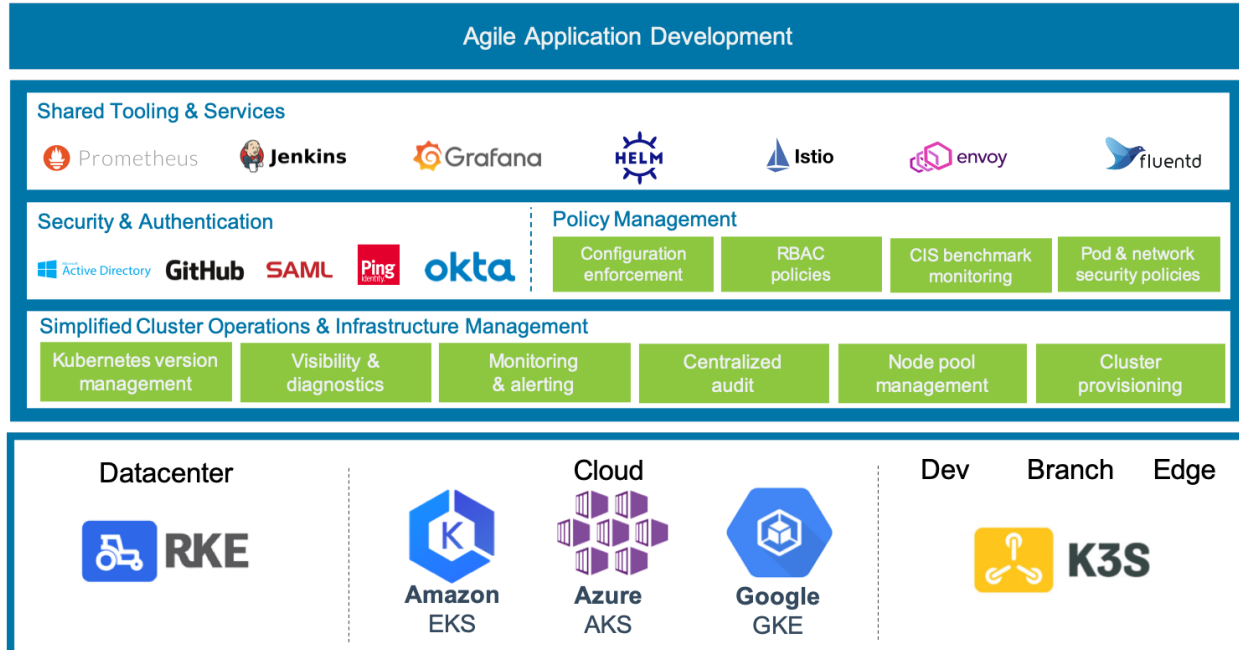 Agile Application Development
Shared Tooling & Services
Prometheus
Jenkins
Grafana
HELM
Istio
envoy
fluentd
Security & Authentication
Microsoft
Active Directory
GitHub
SAML
Ping
Identity
okta
Policy Management
Configuration
enforcement
RBAC
policies
CIS benchmark
monitoring
Pod & network
security policies
Simplified Cluster Operations & Infrastructure Management
Kubernetes version
management
Visibility &
diagnostics
Monitoring
& alerting
Centralized
audit
Node pool
management
Cluster
provisioning
Datacenter
RKE
Cloud
K
Amazon
EKS
Azure
AKS
Google
GKE
Dev
Branch
Edge
K3S